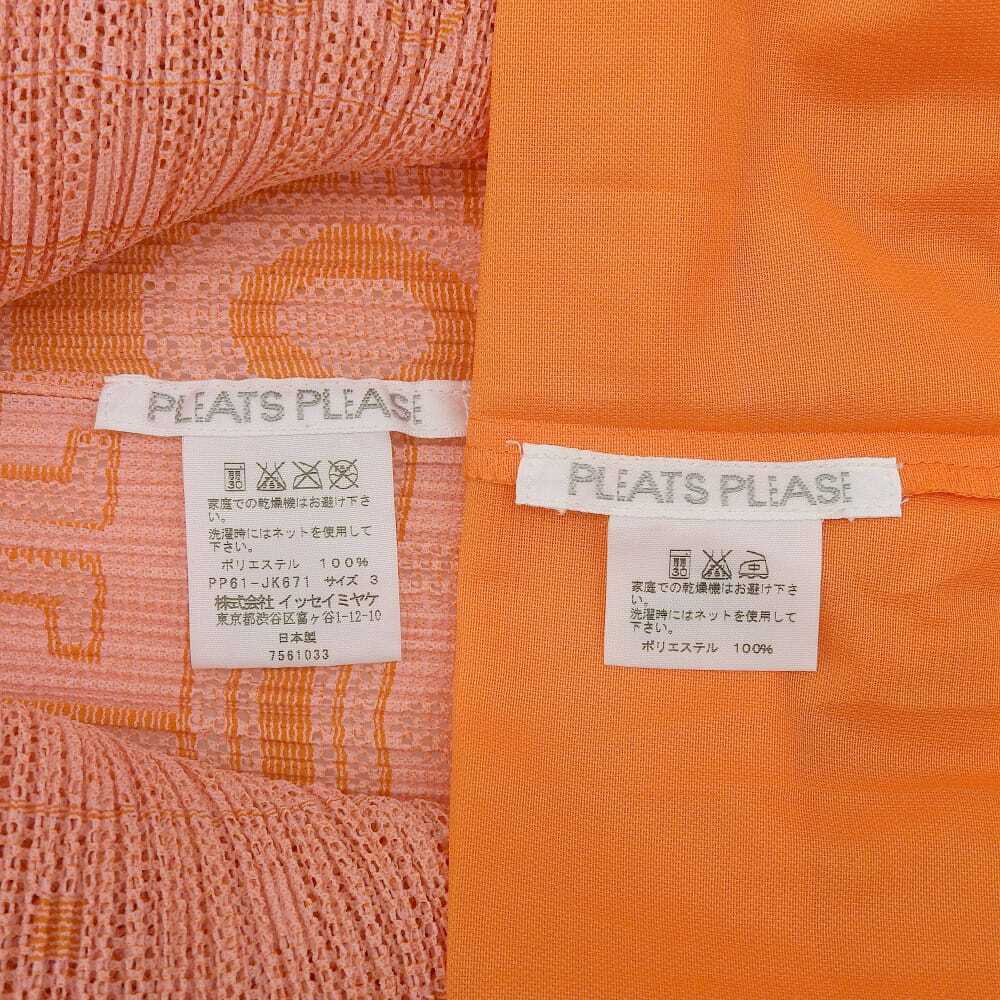 PLEATS PLEASE
30
家庭での乾燥機はお避け下さ
い。
洗濯時にはネットを使用して
下さい。
ポリエステル 100%
PP61-JK671 サイズ 3
株式会社 イッセイミヤケ
東京都渋谷区富ヶ谷1-12-10
日本製
7561033
PLEATS PLEASE
30
家庭での乾燥機はお避け下さ
い。
洗濯時にはネットを使用して
下さい。
ポリエステル 100%